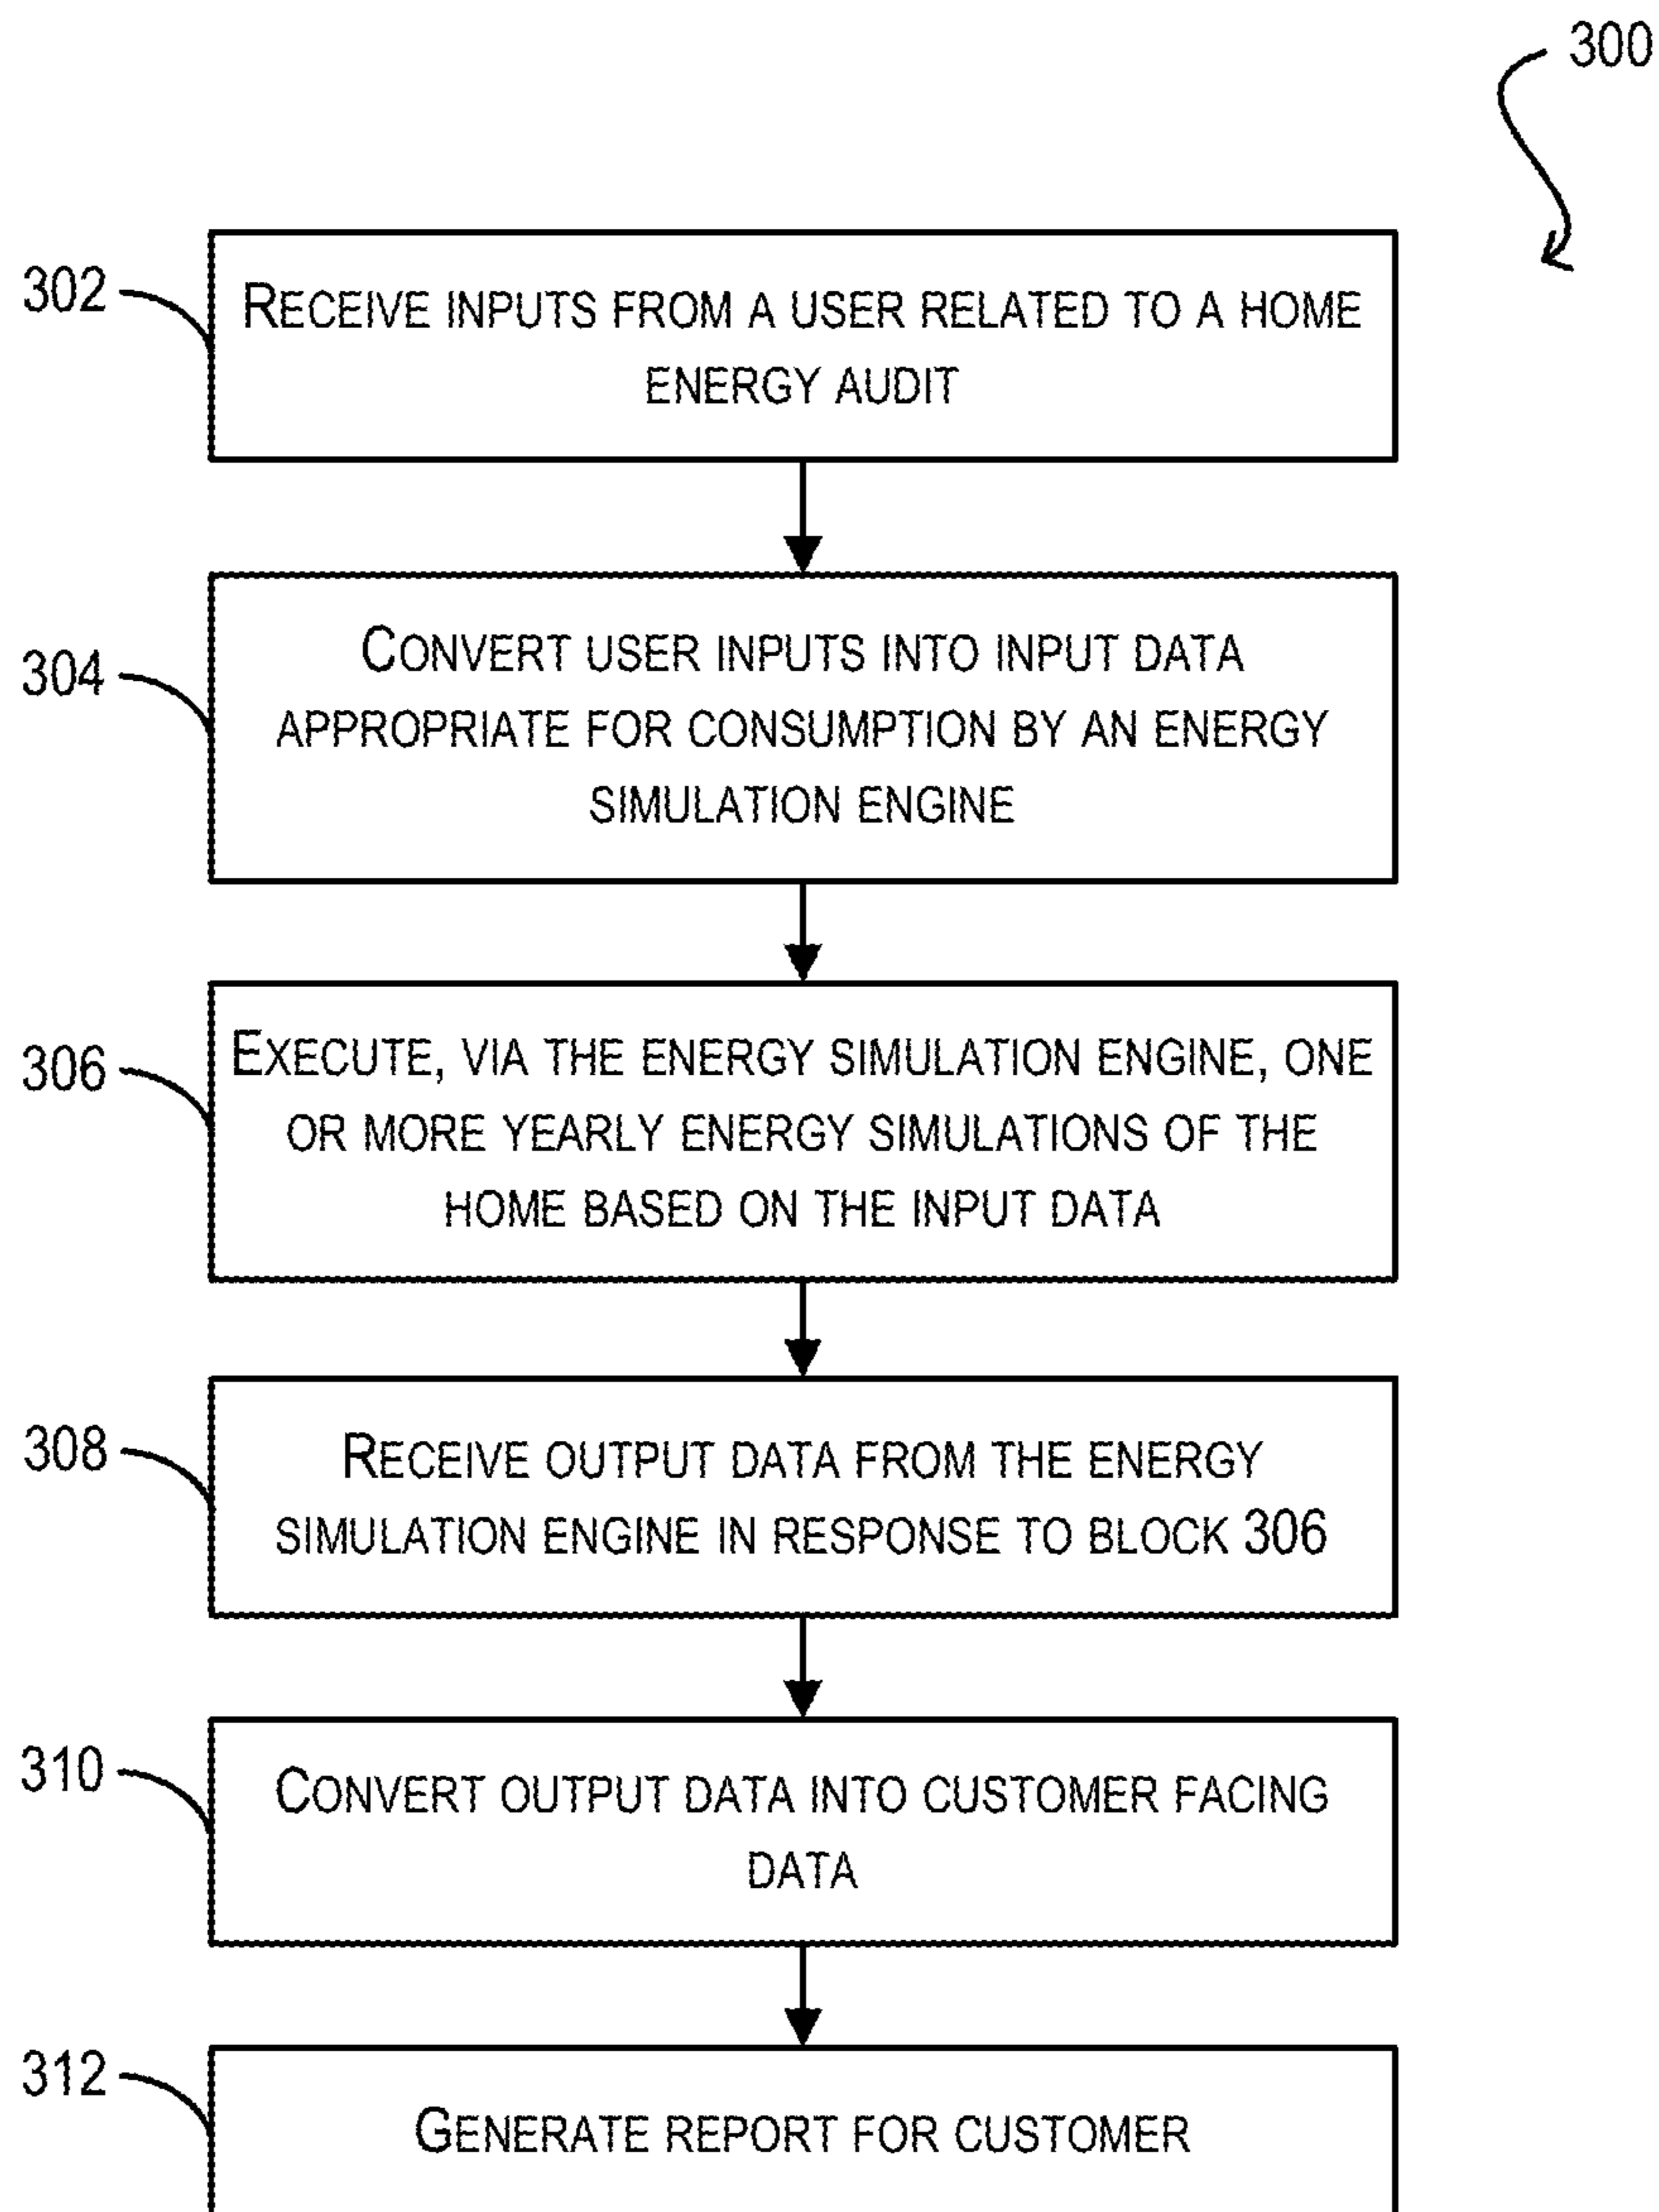 300
302
RECEIVE INPUTS FROM A USER RELATED TO A HOME
ENERGY AUDIT
304
CONVERT USER INPUTS INTO INPUT DATA
APPROPRIATE FOR CONSUMPTION BY AN ENERGY
SIMULATION ENGINE
306
EXECUTE, VIA THE ENERGY SIMULATION ENGINE, ONE
OR MORE YEARLY ENERGY SIMULATIONS OF THE
HOME BASED ON THE INPUT DATA
308
RECEIVE OUTPUT DATA FROM THE ENERGY
SIMULATION ENGINE IN RESPONSE TO BLOCK 306
310
CONVERT OUTPUT DATA INTO CUSTOMER FACING
DATA
312
GENERATE REPORT FOR CUSTOMER